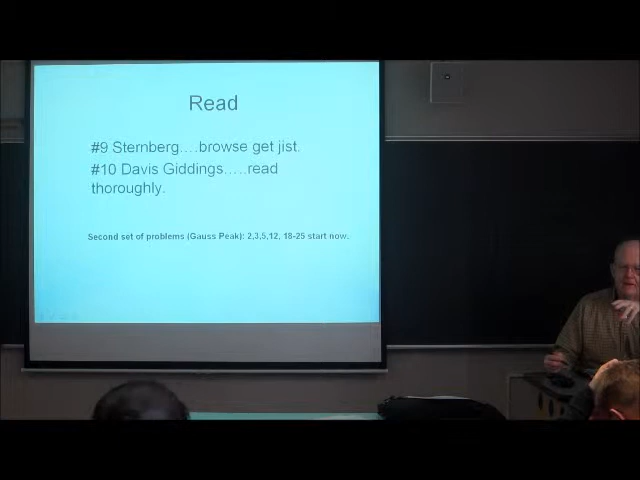 Read
#9 Sternberg....browse get jist.
#10 Davis Giddings.....read
thoroughly.
Second set of problems (Gauss Peak): 2,3,5,12, 18-25 start now.